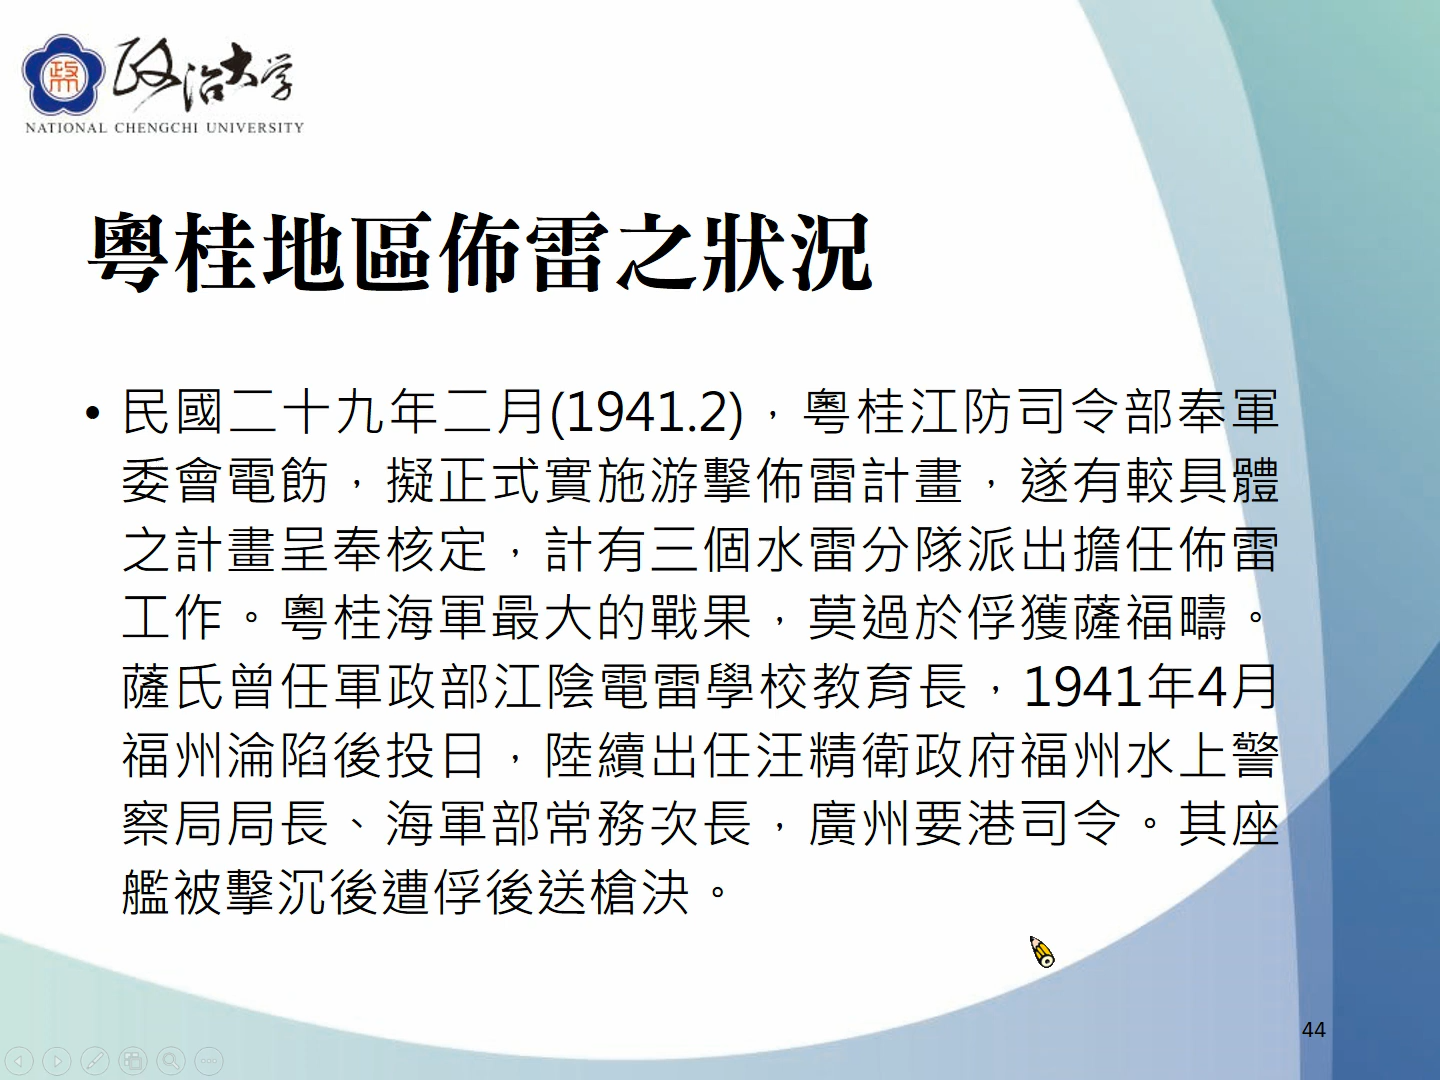 政治大学
NATIONAL CHENGCHI UNIVERSITY
粵桂地區佈雷之狀況
• 民國二十九年二月(1941.2)，粵桂江防司令部奉軍
委會電飭，擬正式實施游擊佈雷計畫，遂有較具體
之計畫呈奉核定，計有三個水雷分隊派出擔任佈雷
工作。粵桂海軍最大的戰果，莫過於俘獲薩福疇。
薩氏曾任軍政部江陰電雷學校教育長，1941年4月
福州淪陷後投日，陸續出任汪精衛政府福州水上警
察局局長、海軍部常務次長，廣州要港司令。其座
艦被擊沉後遭俘後送槍決。
44